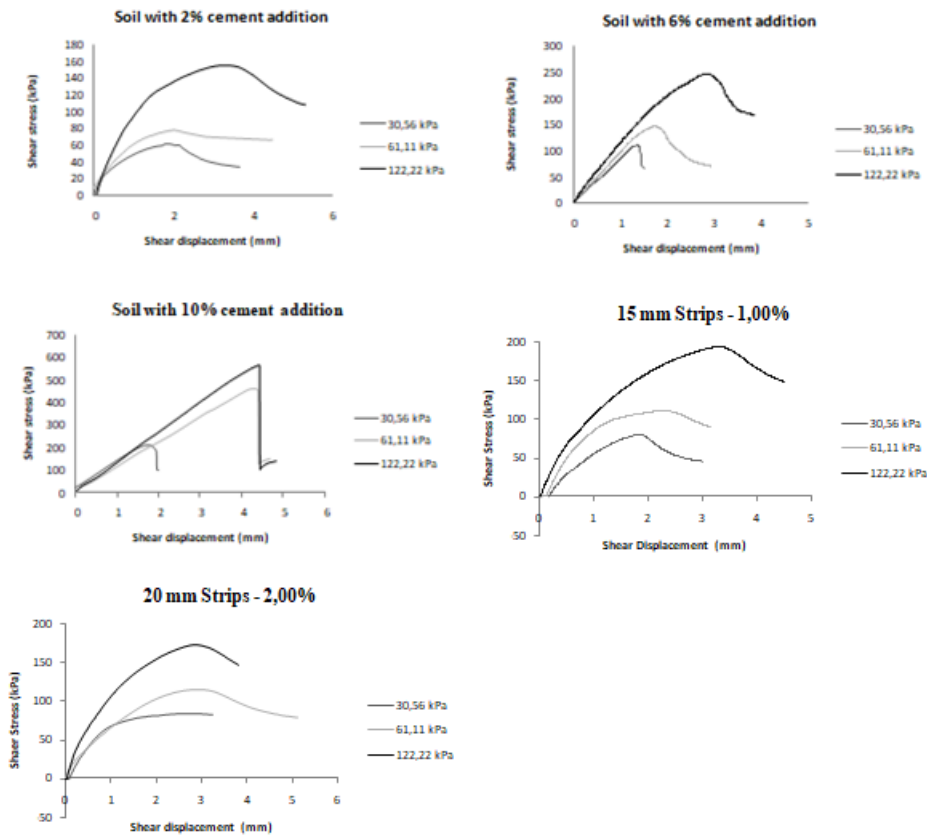 Soil with 2% cement addition
180
160
140
120
100
80
60
40
20
0
Shear stress (kPa)
0 2 4 6
Shear displacement (mm)
30,56 kPa
61,11 kPa
122,22 kPa
Soil with 6% cement addition
300
250
200
150
100
50
0
Shear stress (kPa)
0 1 2 3 4 5
Shear displacement (mm)
30,56 kPa
61,11 kPa
122,22 kPa
Soil with 10% cement addition
700
600
500
400
300
200
100
0
Shear stress (kPa)
0 1 2 3 4 5 6
Shear displacement (mm)
30,56 kPa
61,11 kPa
122,22 kPa
15 mm Strips - 1,00%
200
150
100
50
0
50
Shear Stress (kPa)
0 1 2 3 4 5
Shear Displacement (mm)
30,56 kPa
61,11 kPa
122,22 kPa
20 mm Strips - 2,00%
200
150
100
50
0
50
Shaer Stress (kPa)
0 1 2 3 4 5 6
Shear displacement (mm)
30,56 kPa
61,11 kPa
122,22 kPa